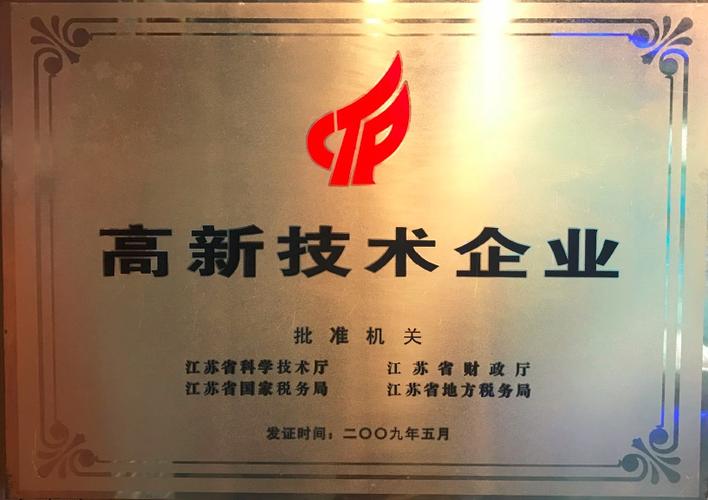 CTP
高新技术企业
批准机关
江苏省科学技术厅 江苏省财政厅
江苏省国家税务局 江苏省地方税务局
发证时间：二〇〇九年五月